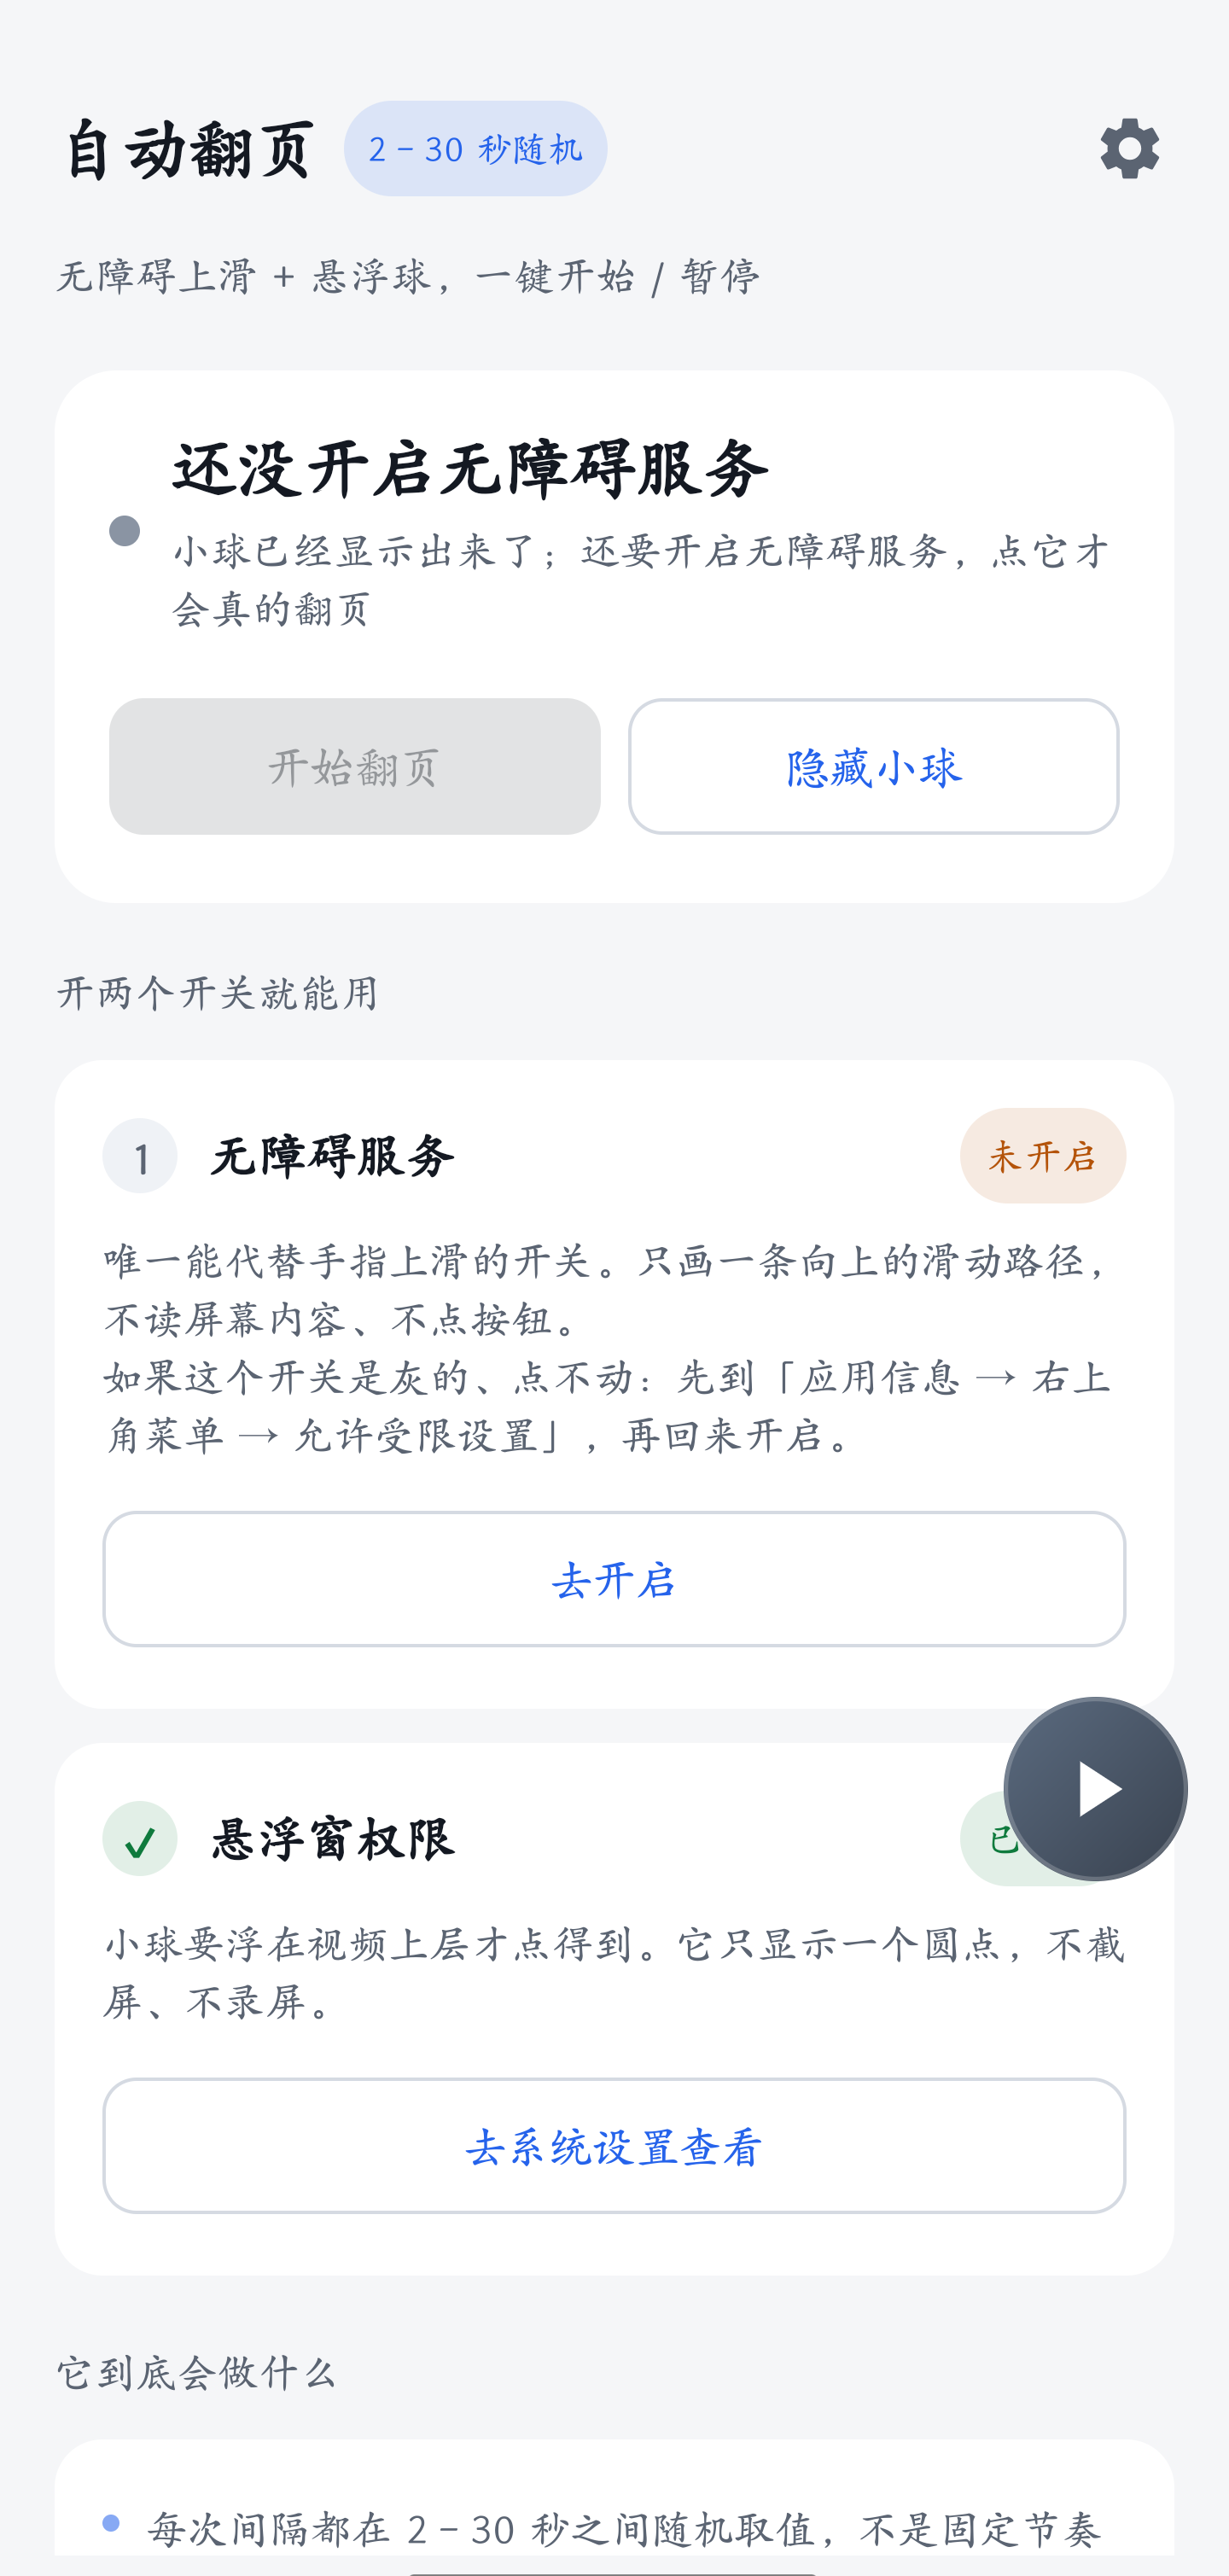 自动翻页
2 – 30 秒随机
无障碍上滑 + 悬浮球，一键开始 / 暂停
还没开启无障碍服务
小球已经显示出来了；还要开启无障碍服务，点它才
会真的翻页
开始翻页
隐藏小球
开两个开关就能用
1
无障碍服务
未开启
唯一能代替手指上滑的开关。只画一条向上的滑动路径，
不读屏幕内容、不点按钮。
如果这个开关是灰的、点不动：先到「应用信息 → 右上
角菜单 → 允许受限设置」，再回来开启。
去开启
悬浮窗权限
已
小球要浮在视频上层才点得到。它只显示一个圆点，不截
屏、不录屏。
去系统设置查看
它到底会做什么
每次间隔都在 2 – 30 秒之间随机取值，不是固定节奏